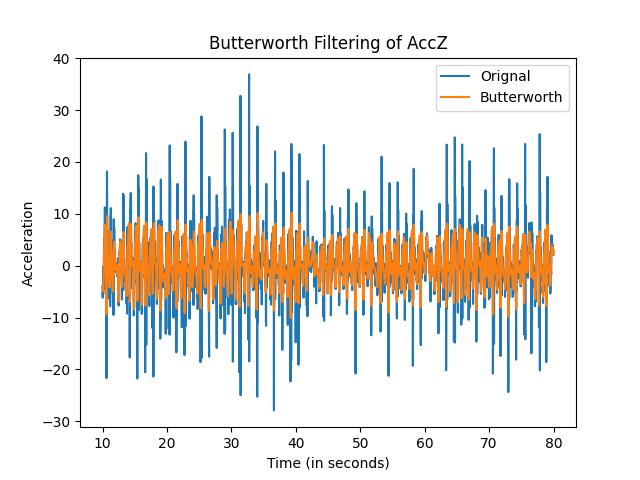 Butterworth Filtering of AccZ
40
30
20
10
0
−10
−20
−30
Acceleration
Orignal
Butterworth
10 20 30 40 50 60 70 80
Time (in seconds)